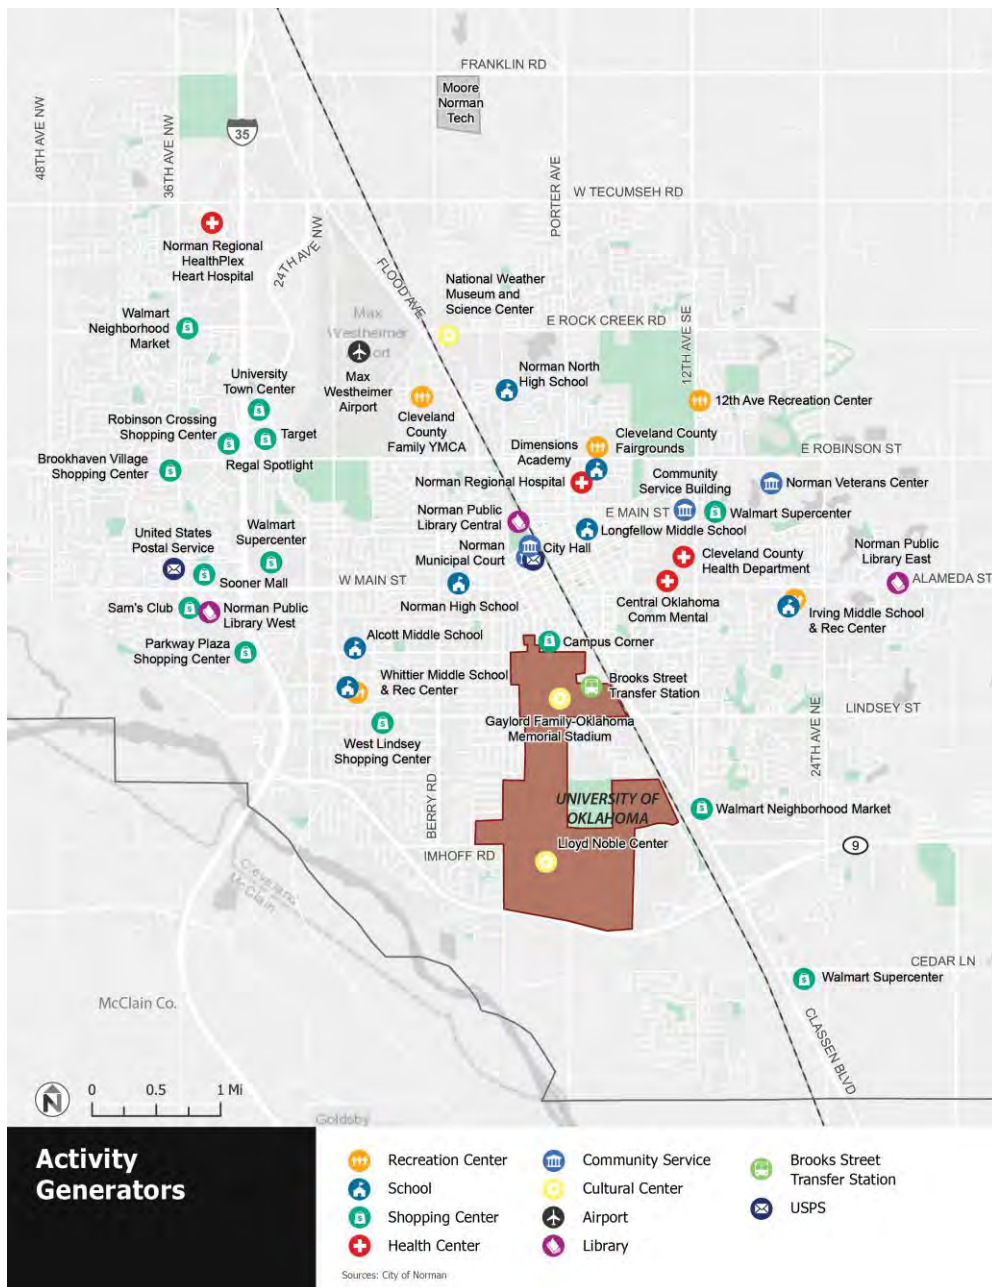 FRANKLIN RD
Moore
Norman
Tech
48TH AVE NW
36TH AVE NW
35
PORTER AVE
W TECUMSEH RD
Norman Regional
HealthPlex
Heart Hospital
24TH AVE NW
FLOOD AVE
National Weather
Museum and
Science Center
Walmart
Neighborhood
Market
Max
Westheimer
ort
E ROCK CREEK RD
12TH AVE SE
Max
Westheimer
Airport
Norman North
High School
University
Town Center
12th Ave Recreation Center
Robinson Crossing
Shopping Center
Target
Cleveland
County
Family YMCA
Cleveland County
Fairgrounds
Dimensions
Academy
E ROBINSON ST
Brookhaven Village
Shopping Center
Regal Spotlight
Norman Regional Hospital
Community
Service Building
Norman Veterans Center
Norman Public
Library Central
E MAIN ST
Walmart Supercenter
United States
Postal Service
Walmart
Supercenter
Longfellow Middle School
Norman
Municipal Court
City Hall
Cleveland County
Health Department
Norman Public
Library East
Sooner Mall
W MAIN ST
ALAMEDA ST
Sam's Club
Norman Public
Library West
Norman High School
Central Oklahoma
Comm Mental
Irving Middle School
& Rec Center
Parkway Plaza
Shopping Center
Alcott Middle School
Campus Corner
Whittier Middle School
& Rec Center
Brooks Street
Transfer Station
Gaylord Family-Oklahoma
Memorial Stadium
LINDSEY ST
West Lindsey
Shopping Center
24TH AVE NE
BERRY RD
UNIVERSITY OF
OKLAHOMA
Walmart Neighborhood Market
IMHOFF RD
Lloyd Noble Center
9
Cleveland
McClain
CEDAR LN
Walmart Supercenter
McClain Co.
CLASSEN BLVD
N
0 0.5 1 Mi
Goldsby
Activity
Generators
Recreation Center
School
Shopping Center
Health Center
Community Service
Cultural Center
Airport
Library
Brooks Street
Transfer Station
USPS
Sources: City of Norman